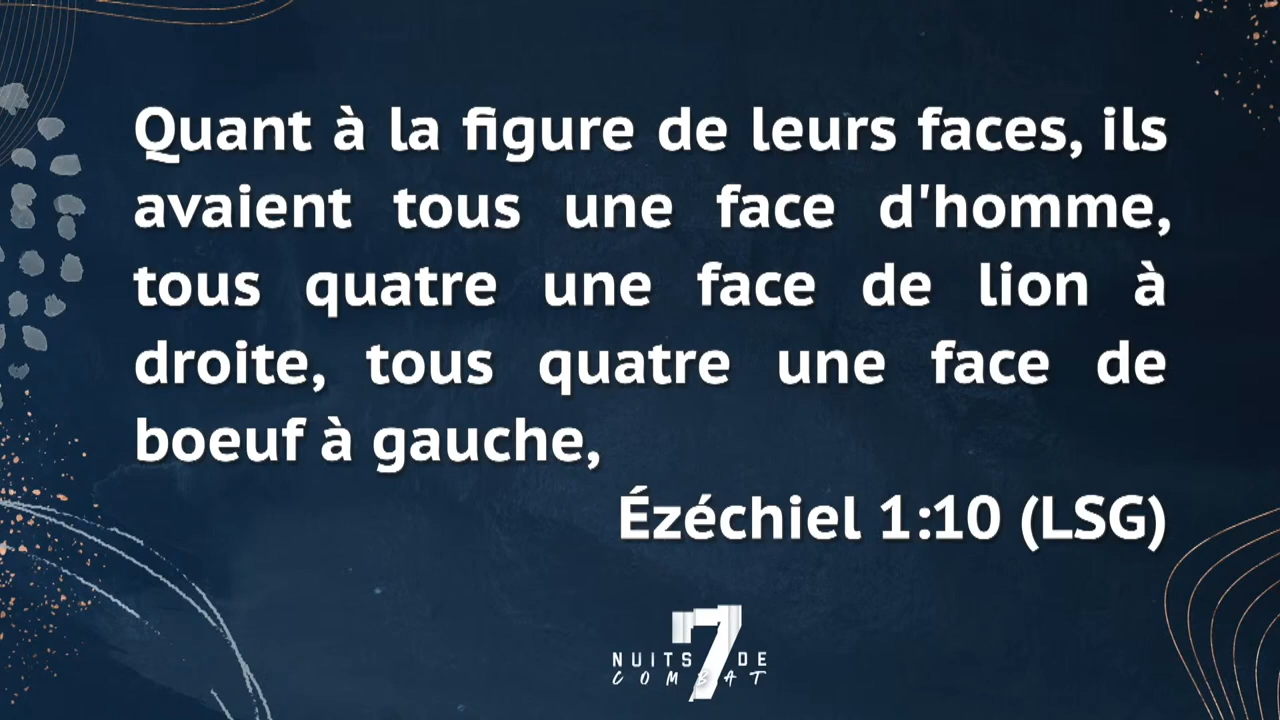 Quant à la figure de leurs faces, ils
avaient tous une face d'homme,
tous quatre une face de lion à
droite, tous quatre une face de
boeuf à gauche,
Ézéchiel 1:10 (LSG)
7
NUITS DE
COMBAT